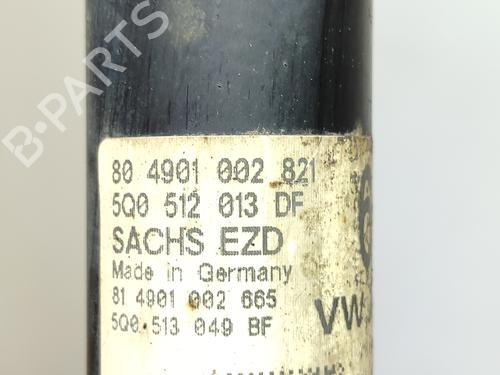 B-PARTS
80 4901 002 821
5Q0 512 013 DF
SACHS EZD
Made in Germany
81 4901 002 665
5Q0 513 049 BF
VW